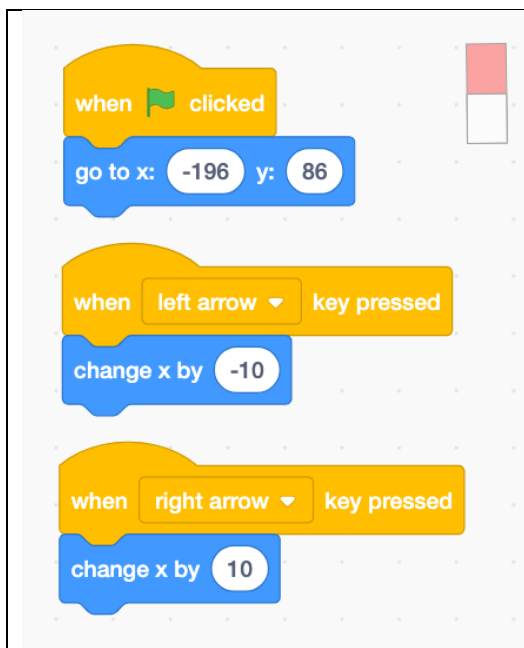 when clicked
go to x: -196 y: 86
when left arrow key pressed
change x by -10
when right arrow key pressed
change x by 10